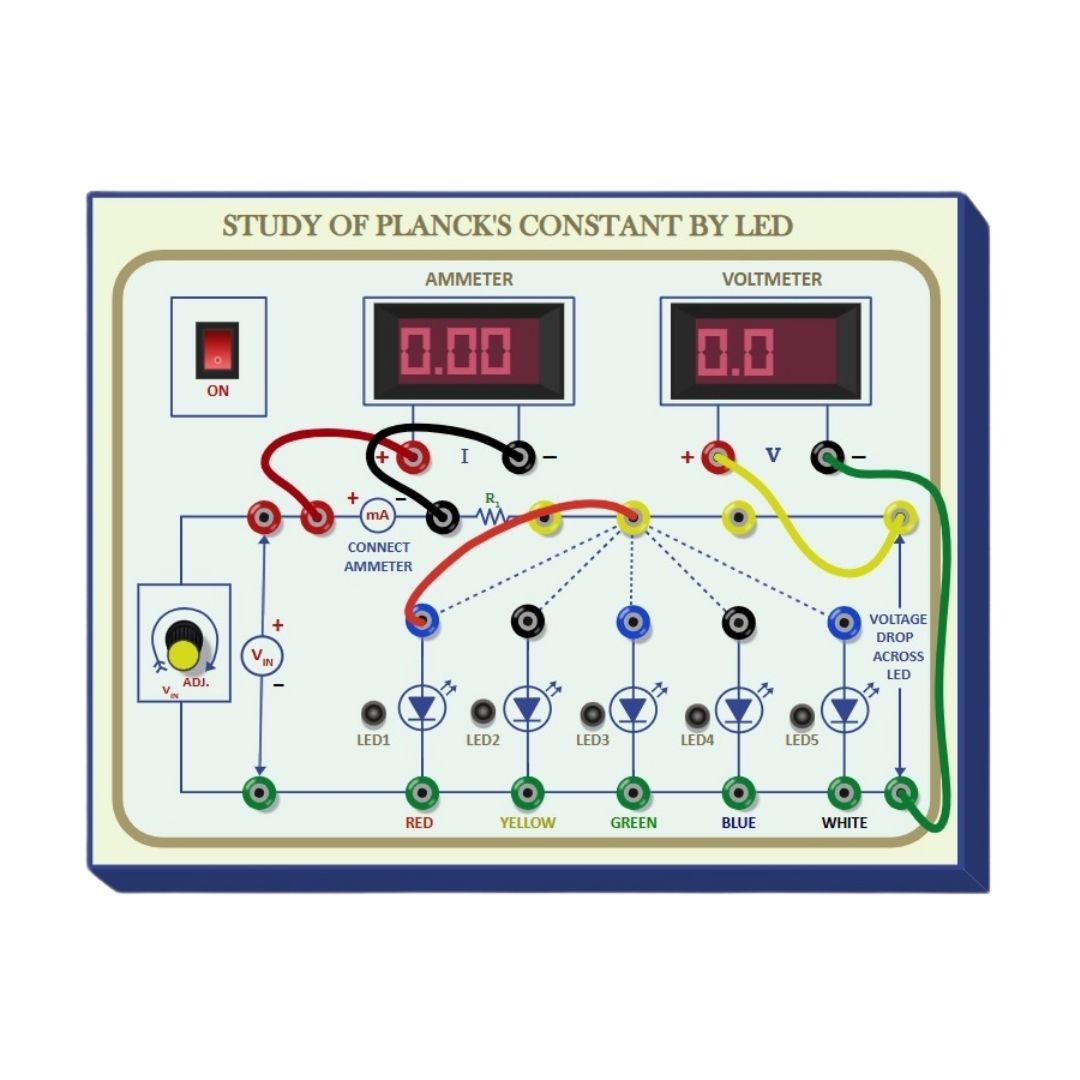 STUDY OF PLANCK'S CONSTANT BY LED
AMMETER
VOLTMETER
0.00
0.0
ON
+ I −
+ V −
+ −
mA
R1
CONNECT
AMMETER
+
VIN
−
VIN ADJ.
VOLTAGE
DROP
ACROSS
LED
LED1
LED2
LED3
LED4
LED5
RED
YELLOW
GREEN
BLUE
WHITE